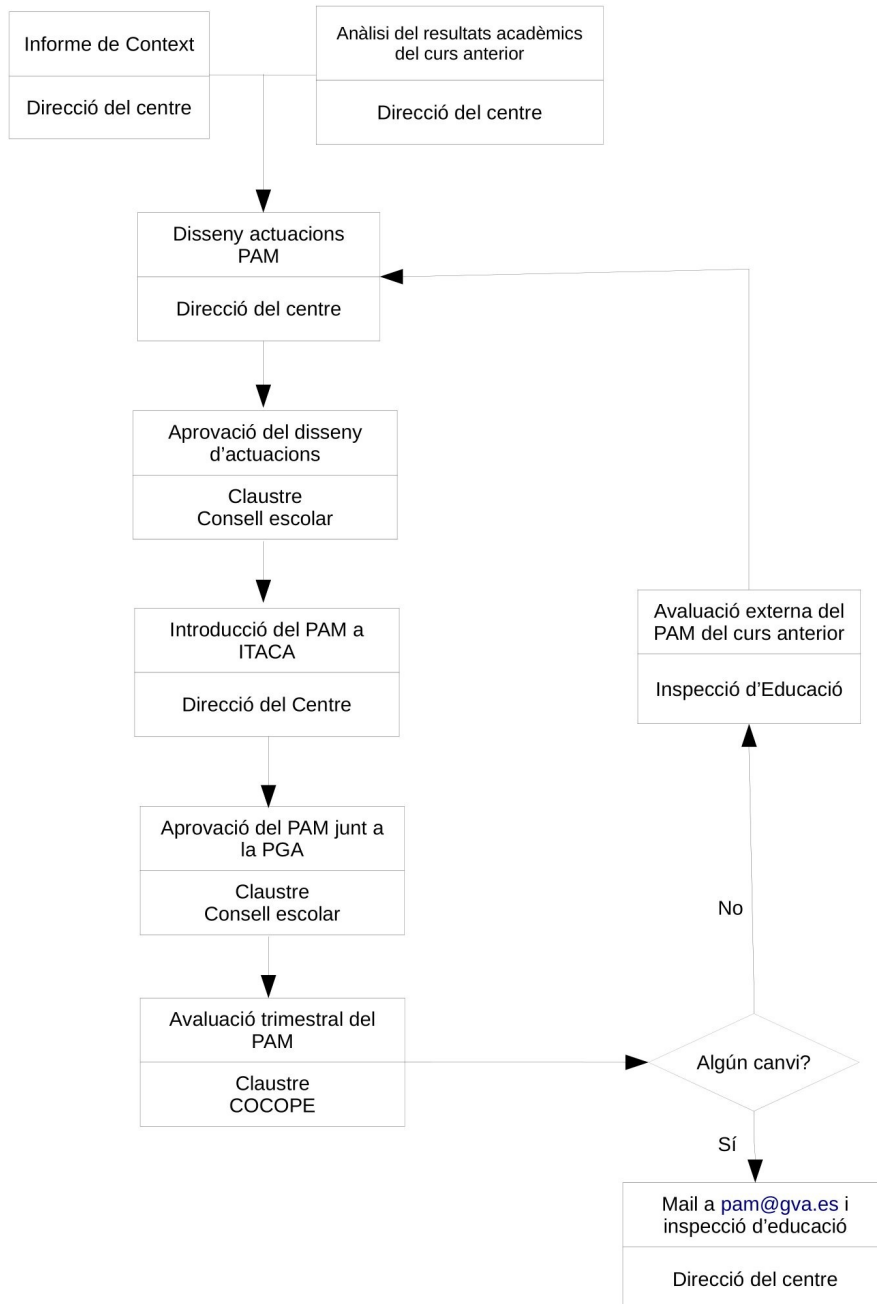 Informe de Context
Direcció del centre
Anàlisi del resultats acadèmics
del curs anterior
Direcció del centre
Disseny actuacions
PAM
Direcció del centre
Aprovació del disseny
d’actuacions
Claustre
Consell escolar
Introducció del PAM a
ITACA
Direcció del Centre
Aprovació del PAM junt a
la PGA
Claustre
Consell escolar
Avaluació trimestral del
PAM
Claustre
COCOPE
Algún canvi?
No
Avaluació externa del
PAM del curs anterior
Inspecció d’Educació
Sí
Mail a pam@gva.es i
inspecció d’educació
Direcció del centre